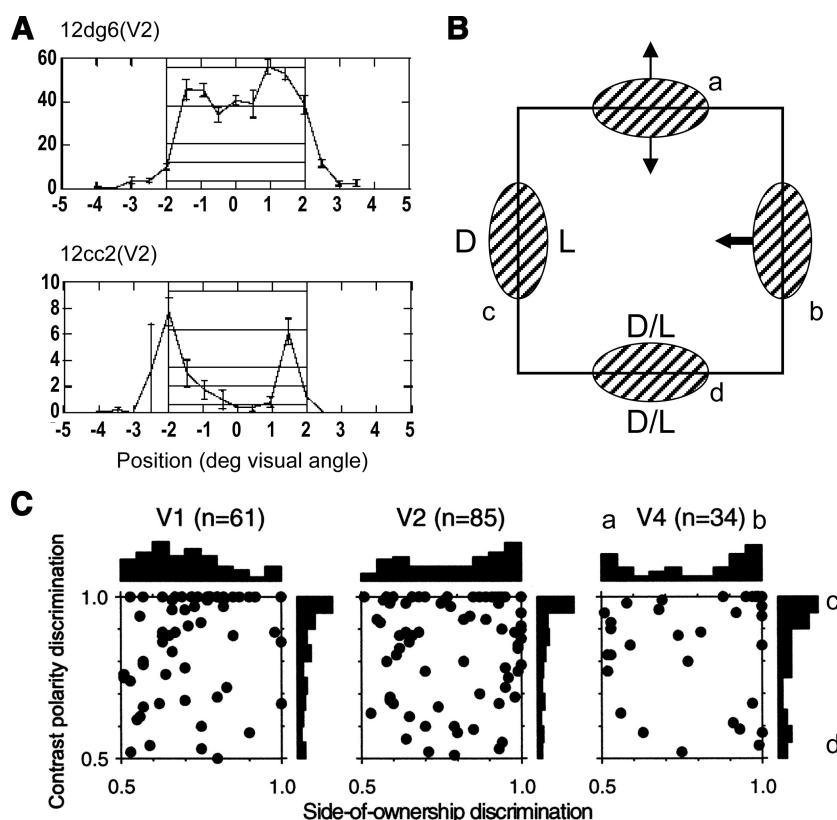 A
12dg6(V2)
60
40
20
0
-5 -4 -3 -2 -1 0 1 2 3 4 5
12cc2(V2)
10
8
6
4
2
0
-5 -4 -3 -2 -1 0 1 2 3 4 5
Position (deg visual angle)
B
a
D L
c
b
D/L
d
D/L
C
V1 (n=61) V2 (n=85) a V4 (n=34) b
Contrast polarity discrimination
1.0
0.5
c
d
0.5 1.0 0.5 1.0 0.5 1.0
Side-of-ownership discrimination